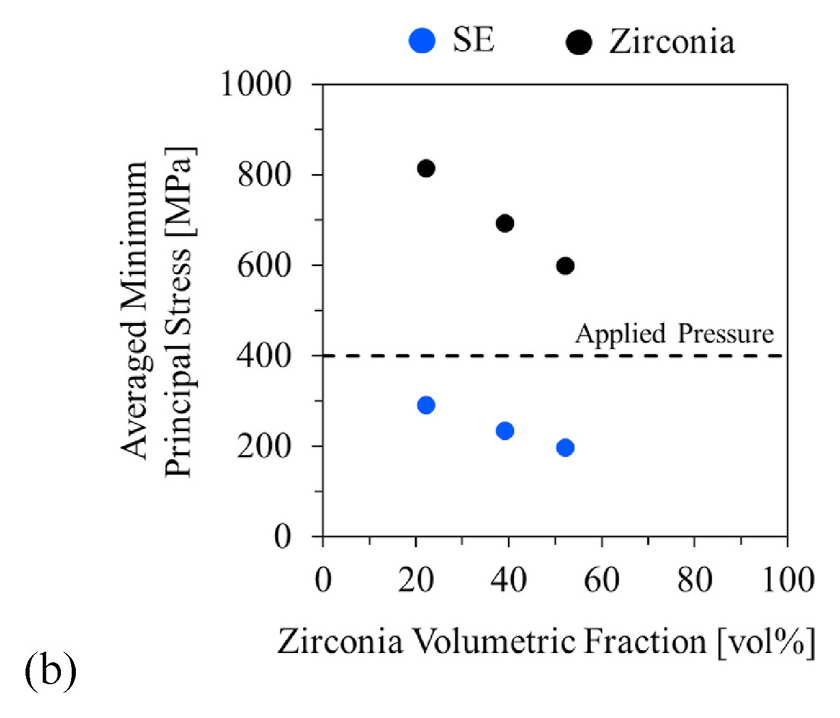 SE
Zirconia
1000
800
600
400
200
0
Averaged Minimum
Principal Stress [MPa]
Applied Pressure
0 20 40 60 80 100
Zirconia Volumetric Fraction [vol%]
(b)